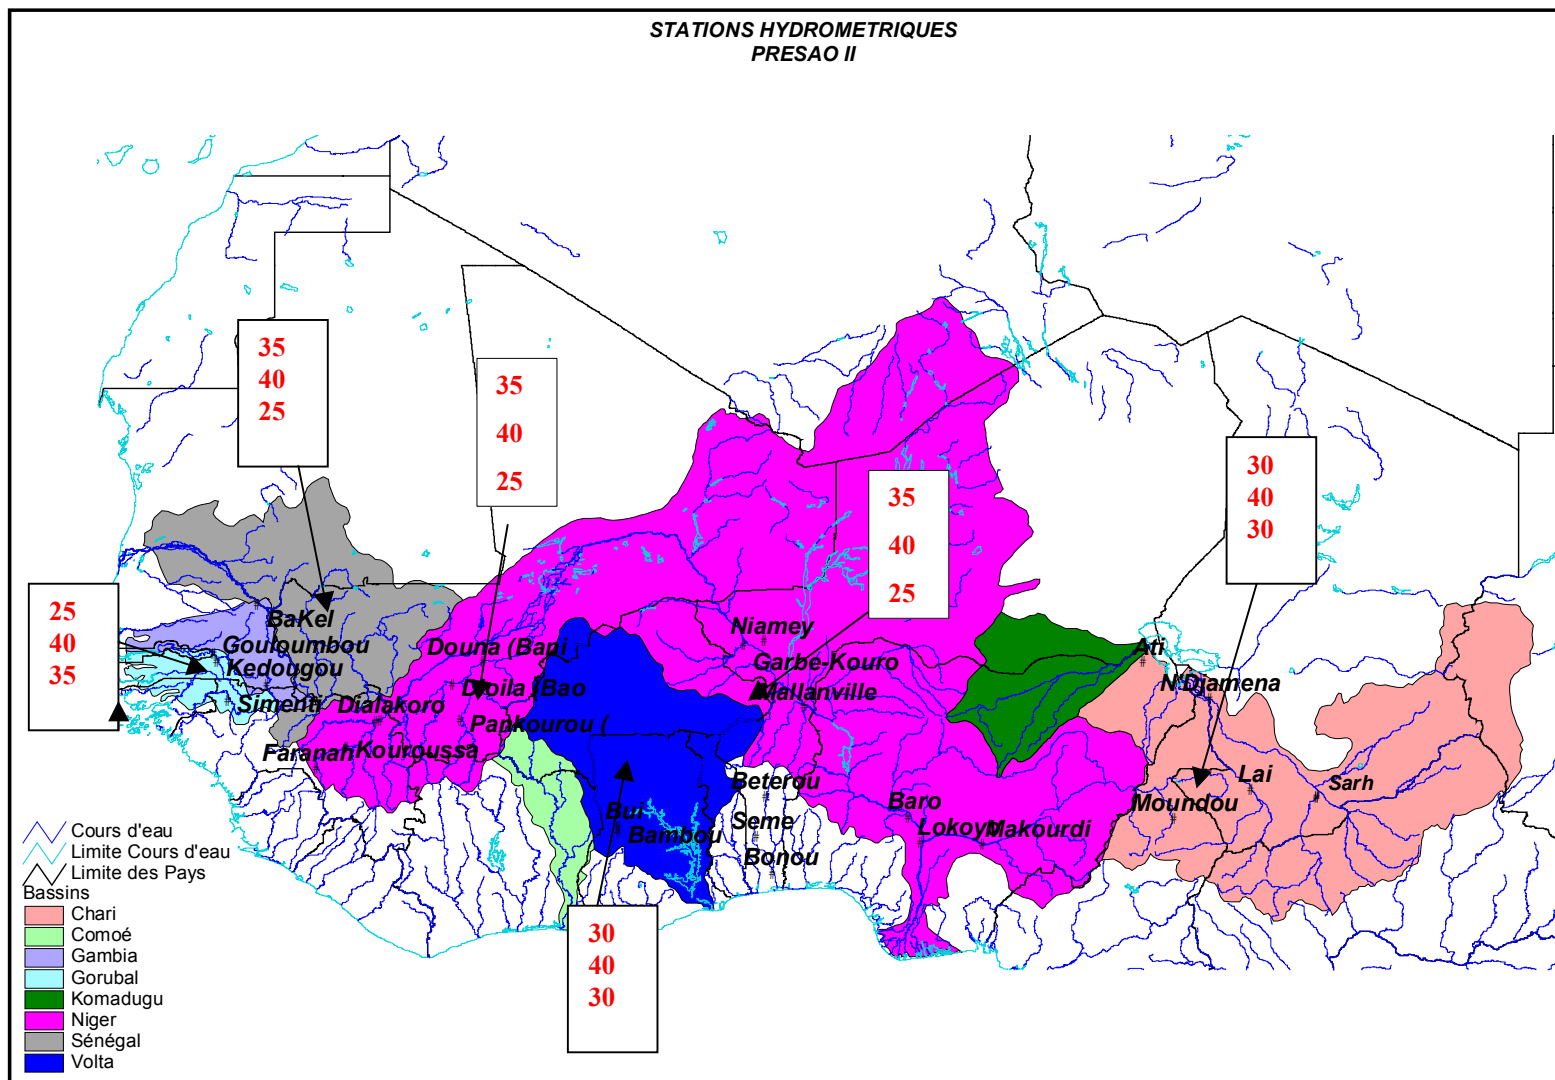 STATIONS HYDROMETRIQUES
PRESAO II
35
40
25
35
40
25
35
40
25
30
40
30
25
40
35
BaKel
Gouloumbou
Kedougou
Simenti
Dialakoro
Faranah
Kouroussa
Douna (Bani
Dioila (Bao
Pankourou (
Niamey
Garbe-Kouro
Mallanville
Ati
N'Djamena
Beterou
Seme
Bonou
Bui
Bambou
Baro
Lokoya
Makourdi
Moundou
Lai
Sarh
30
40
30
Cours d'eau
Limite Cours d'eau
Limite des Pays
Bassins
Chari
Comoé
Gambia
Gorubal
Komadugu
Niger
Sénégal
Volta